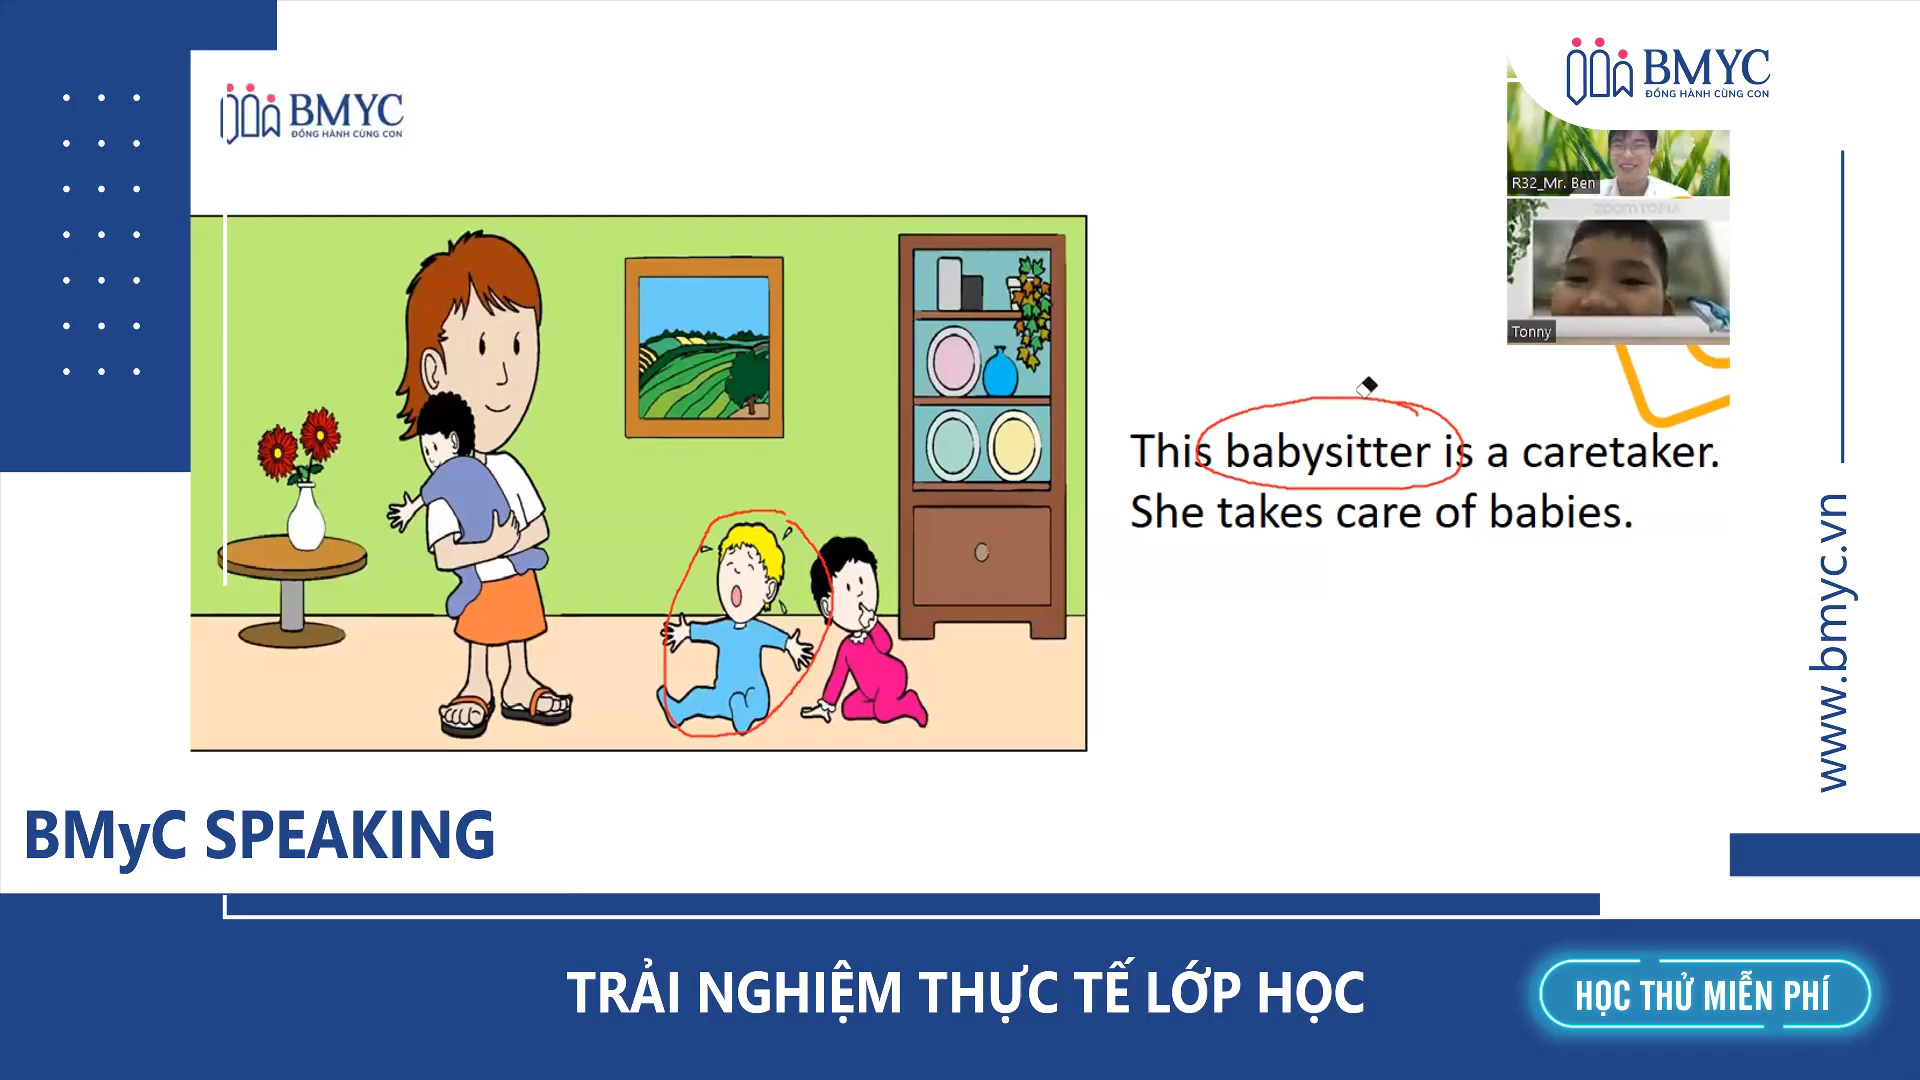 BMYC
ĐỒNG HÀNH CÙNG CON
BMYC
ĐỒNG HÀNH CÙNG CON
R32_Mr. Ben
ZOOMTOPIA
Tonny
This babysitter is a caretaker.
She takes care of babies.
www.bmyc.vn
BMyC SPEAKING
TRẢI NGHIỆM THỰC TẾ LỚP HỌC
HỌC THỬ MIỄN PHÍ